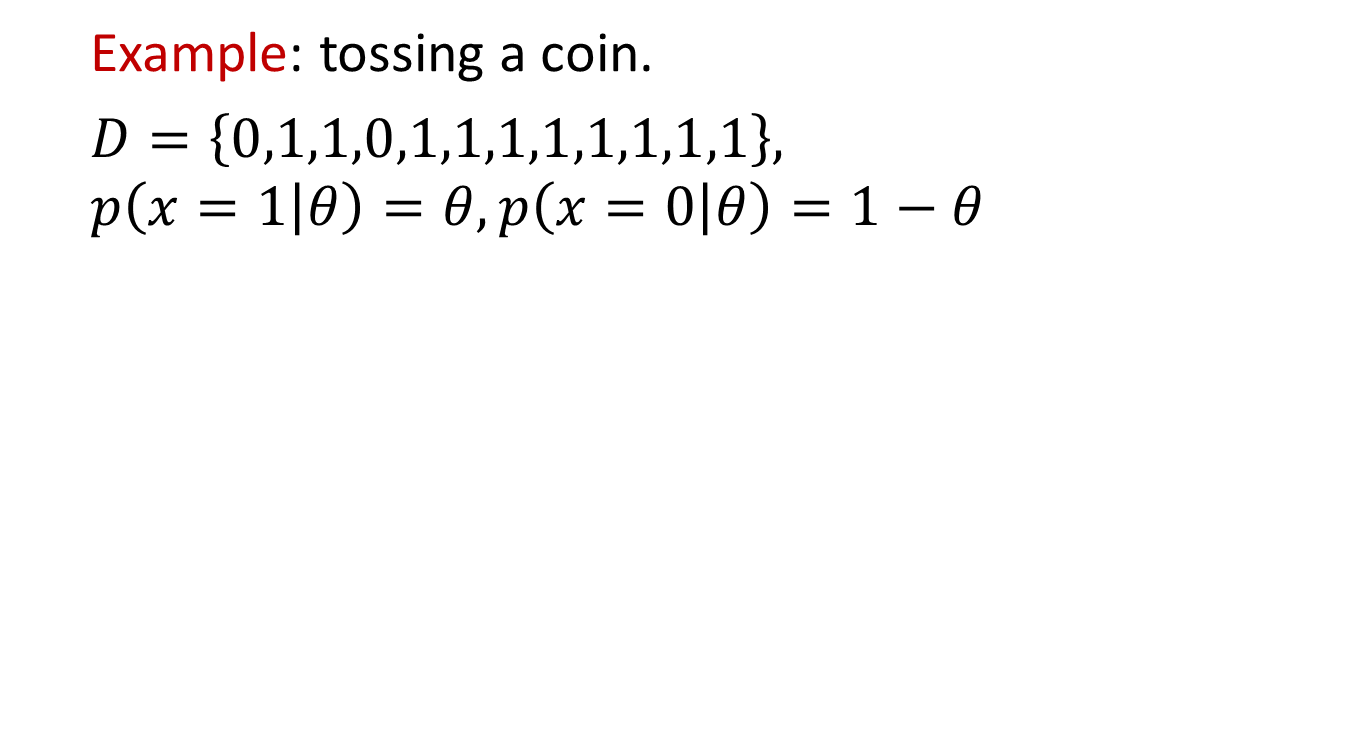 Example: tossing a coin.
𝐷 = {0,1,1,0,1,1,1,1,1,1,1,1},
𝑝(𝑥 = 1|𝜃) = 𝜃, 𝑝(𝑥 = 0|𝜃) = 1 − 𝜃